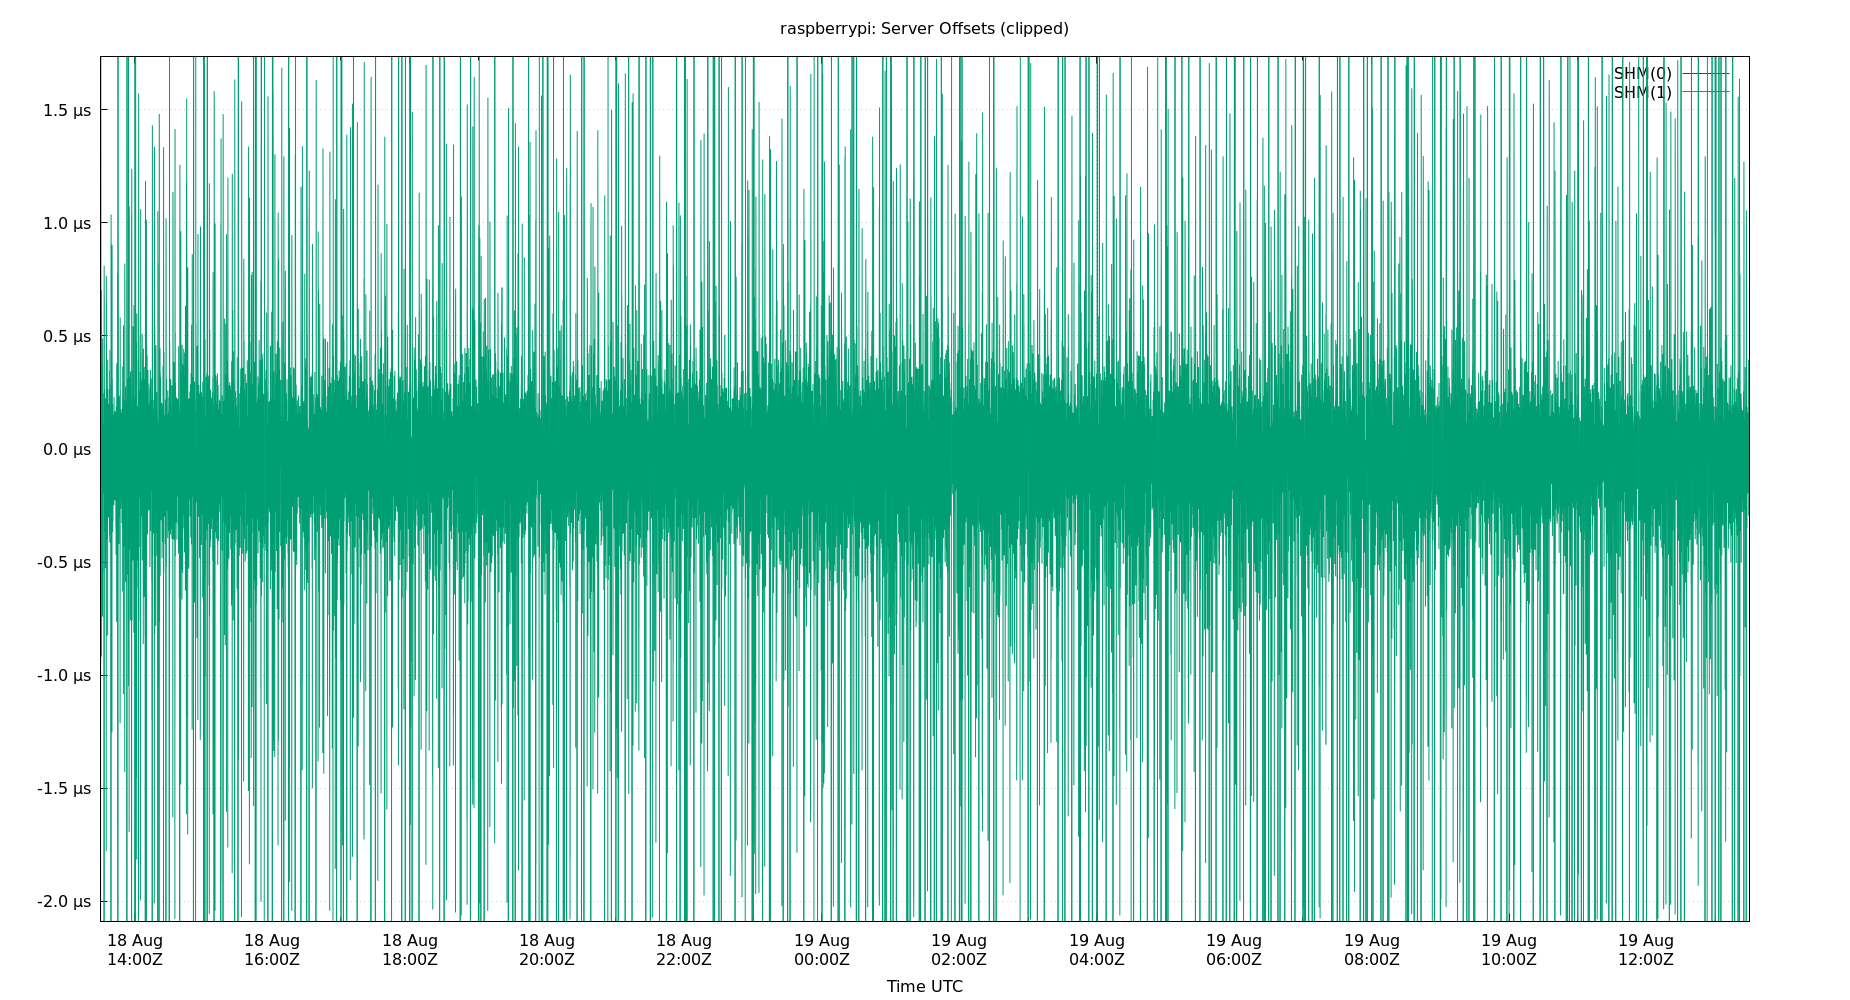 raspberrypi: Server Offsets (clipped)
SHM(0)
SHM(1)
1.5 µs
1.0 µs
0.5 µs
0.0 µs
-0.5 µs
-1.0 µs
-1.5 µs
-2.0 µs
18 Aug 18 Aug 18 Aug 18 Aug 18 Aug 19 Aug 19 Aug 19 Aug 19 Aug 19 Aug 19 Aug 19 Aug
14:00Z 16:00Z 18:00Z 20:00Z 22:00Z 00:00Z 02:00Z 04:00Z 06:00Z 08:00Z 10:00Z 12:00Z
Time UTC